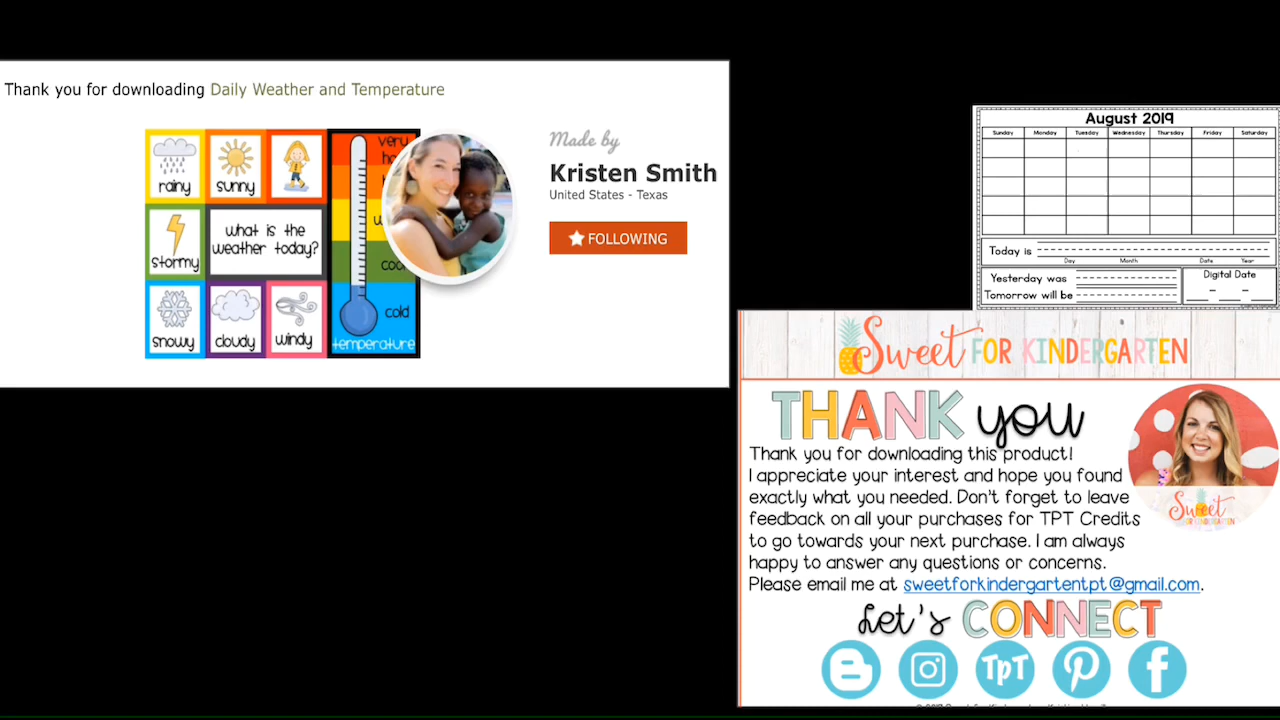 Thank you for downloading Daily Weather and Temperature
rainy
sunny
stormy
what is the
weather today?
snowy
cloudy
windy
very
cool
cold
temperature
Made by
Kristen Smith
United States - Texas
FOLLOWING
August 2019
Sunday Monday Tuesday Wednesday Thursday Friday Saturday
Today is
Day Month Date Year
Yesterday was
Tomorrow will be
Digital Date
Sweet FOR KINDERGARTEN
THANK you
Thank you for downloading this product!
I appreciate your interest and hope you found
exactly what you needed. Don't forget to leave
feedback on all your purchases for TPT Credits
to go towards your next purchase. I am always
happy to answer any questions or concerns.
Please email me at sweetforkindergartentpt@gmail.com.
Sweet
FOR KINDERGARTEN
Let's CONNECT
TpT